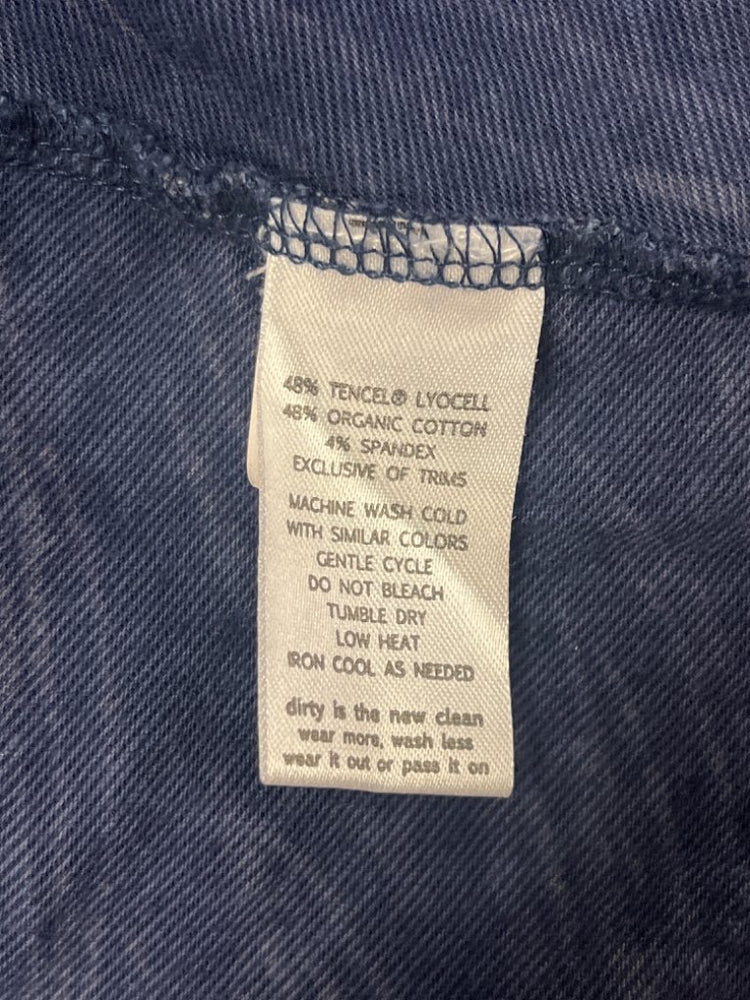 48% TENCEL® LYOCELL
48% ORGANIC COTTON
4% SPANDEX
EXCLUSIVE OF TRIMS
MACHINE WASH COLD
WITH SIMILAR COLORS
GENTLE CYCLE
DO NOT BLEACH
TUMBLE DRY
LOW HEAT
IRON COOL AS NEEDED
dirty is the new clean
wear more, wash less
wear it out or pass it on